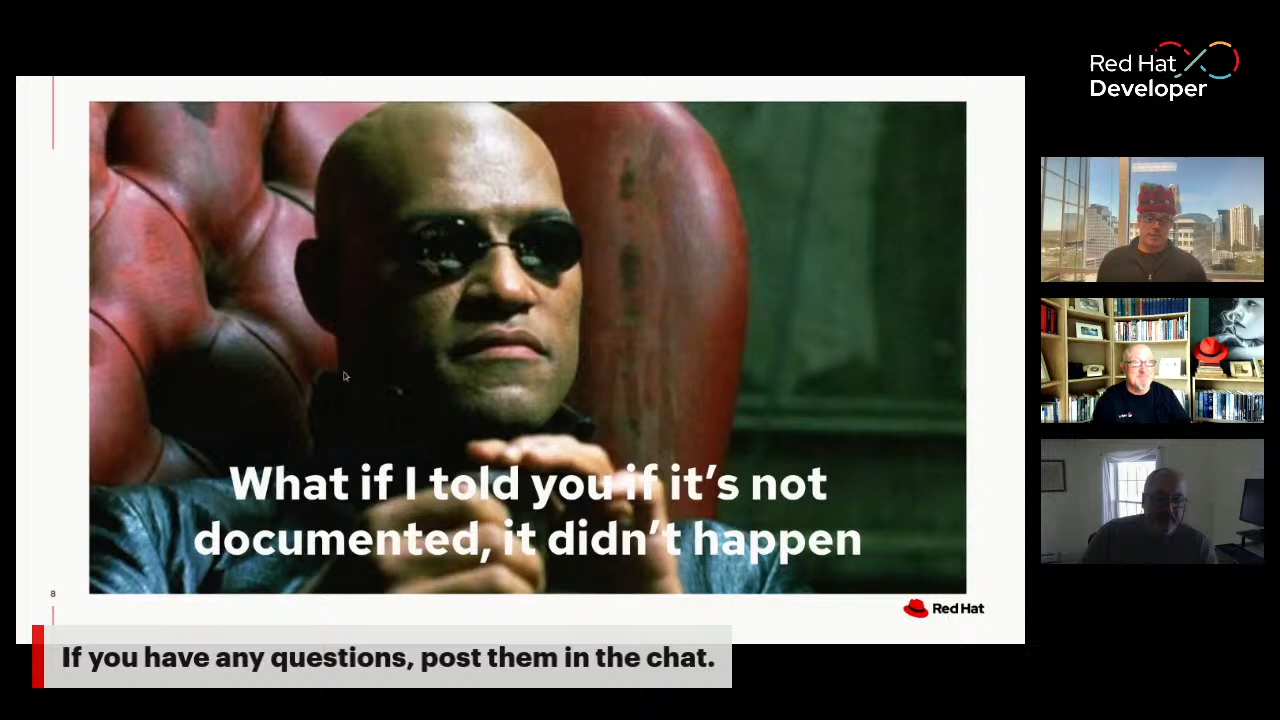 Red Hat
Developer
What if I told you if it's not
documented, it didn't happen
8
Red Hat
If you have any questions, post them in the chat.